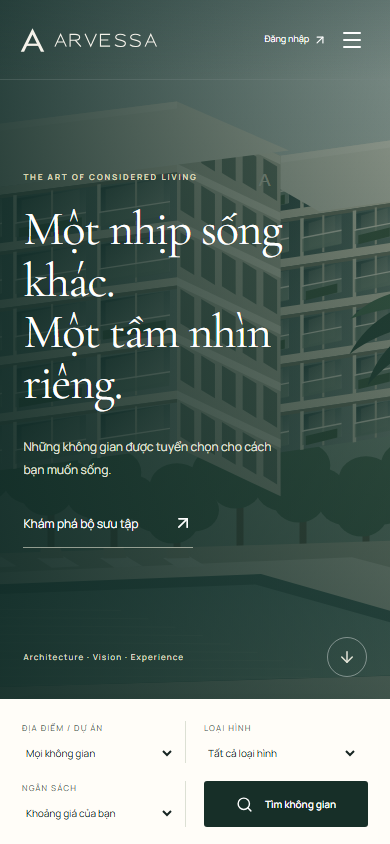 A ARVESSA
Đăng nhập
THE ART OF CONSIDERED LIVING
A
Một nhịp sống
khác.
Một tầm nhìn
riêng.
Những không gian được tuyển chọn cho cách
bạn muốn sống.
Khám phá bộ sưu tập
Architecture · Vision · Experience
ĐỊA ĐIỂM / DỰ ÁN
Mọi không gian
LOẠI HÌNH
Tất cả loại hình
NGÂN SÁCH
Khoảng giá của bạn
Tìm không gian